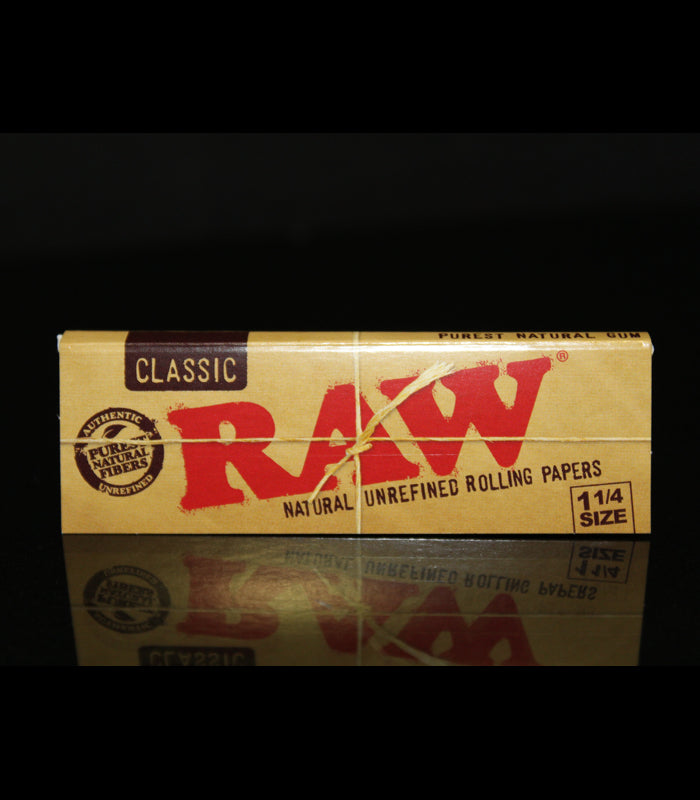 PUREST NATURAL GUM
CLASSIC
RAW®
AUTHENTIC
PUREST
NATURAL
FIBERS
UNREFINED
NATURAL UNREFINED ROLLING PAPERS
1 1/4
SIZE